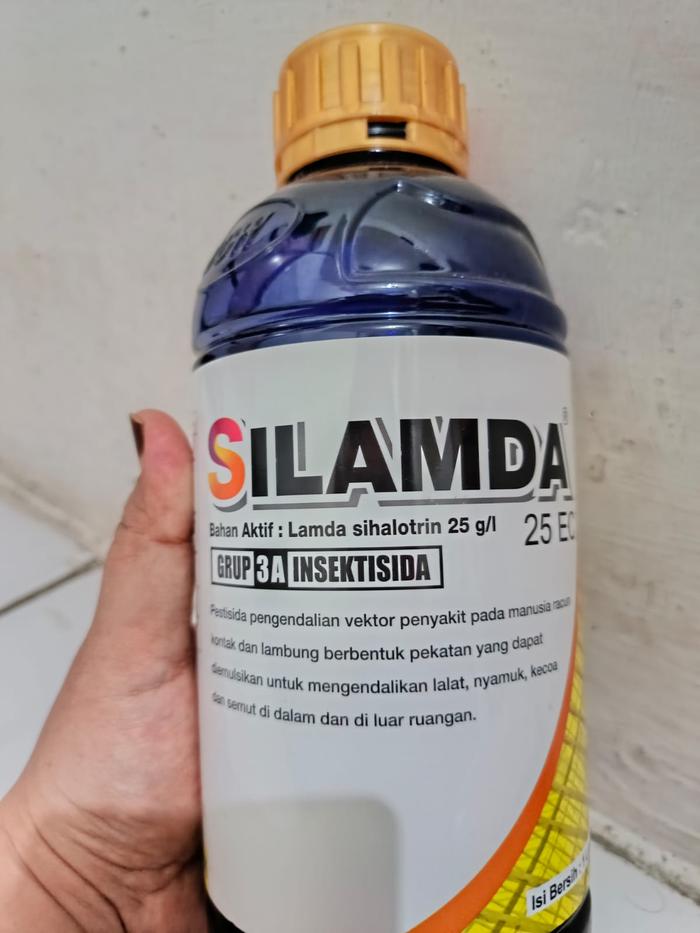 SILAMDA®
Bahan Aktif : Lamda sihalotrin 25 g/l
25 EC
GRUP 3A INSEKTISIDA
Pestisida pengendalian vektor penyakit pada manusia racun
kontak dan lambung berbentuk pekatan yang dapat
diemulsikan untuk mengendalikan lalat, nyamuk, kecoa
dan semut di dalam dan di luar ruangan.
Isi Bersih :